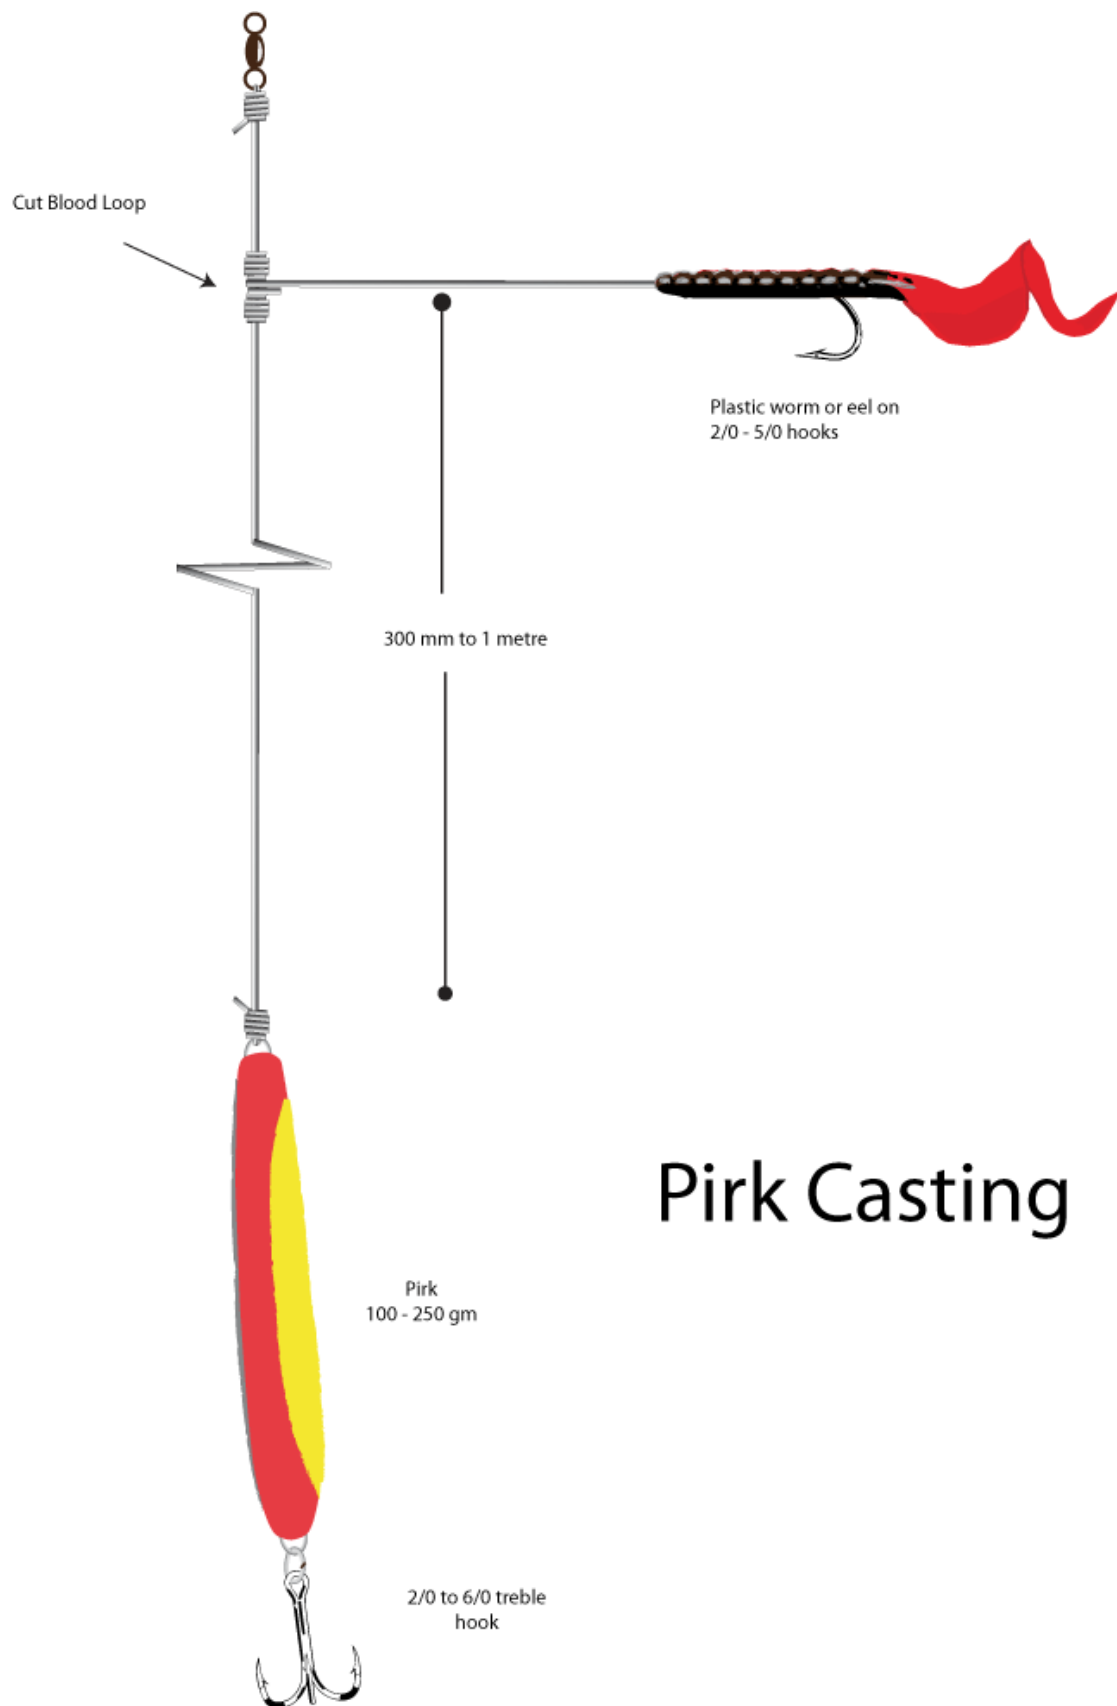 Cut Blood Loop
Plastic worm or eel on
2/0 - 5/0 hooks
300 mm to 1 metre
Pirk Casting
Pirk
100 - 250 gm
2/0 to 6/0 treble
hook